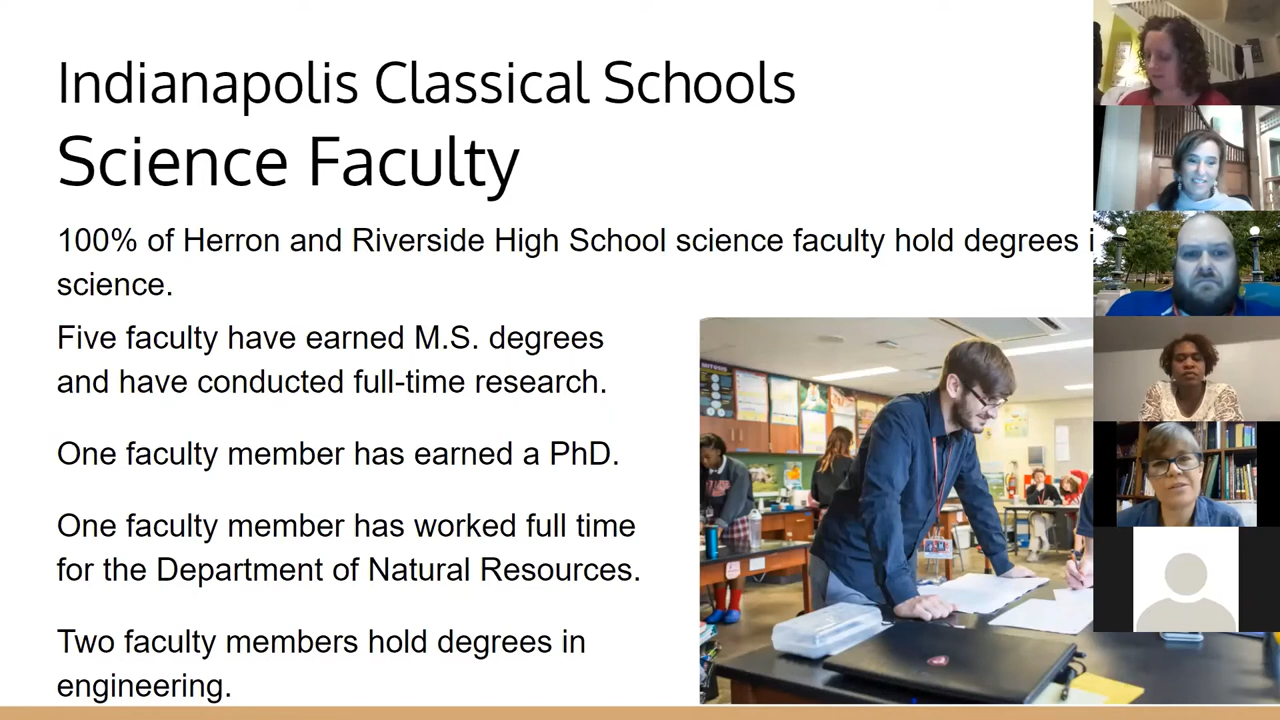 Indianapolis Classical Schools
Science Faculty
100% of Herron and Riverside High School science faculty hold degrees
science.
Five faculty have earned M.S. degrees
and have conducted full-time research.
One faculty member has earned a PhD.
One faculty member has worked full time
for the Department of Natural Resources.
Two faculty members hold degrees in
engineering.
MITOSIS